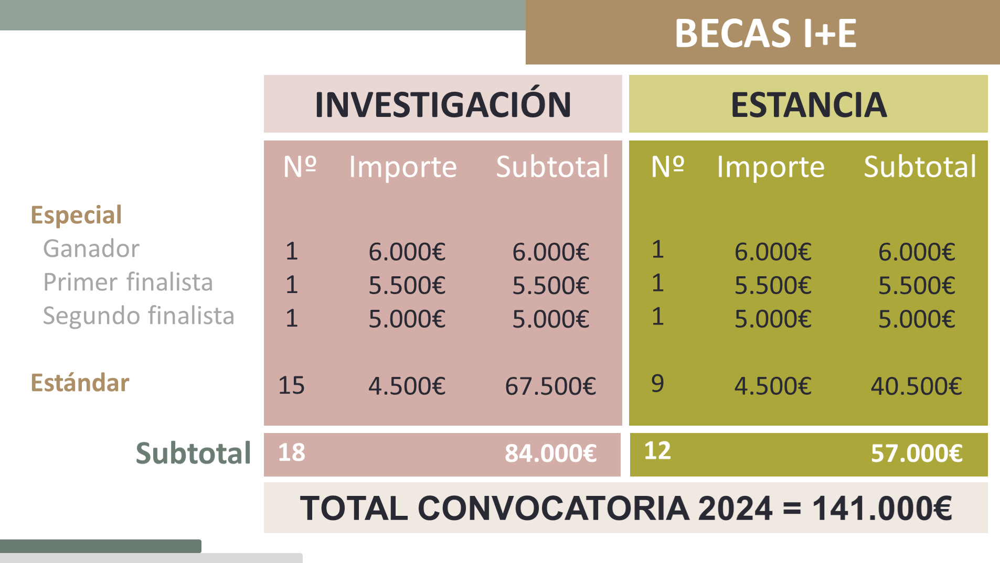 BECAS I+E
INVESTIGACIÓN ESTANCIA
Nº Importe Subtotal Nº Importe Subtotal
Especial
Ganador 1 6.000€ 6.000€ 1 6.000€ 6.000€
Primer finalista 1 5.500€ 5.500€ 1 5.500€ 5.500€
Segundo finalista 1 5.000€ 5.000€ 1 5.000€ 5.000€
Estándar 15 4.500€ 67.500€ 9 4.500€ 40.500€
Subtotal 18 84.000€ 12 57.000€
TOTAL CONVOCATORIA 2024 = 141.000€